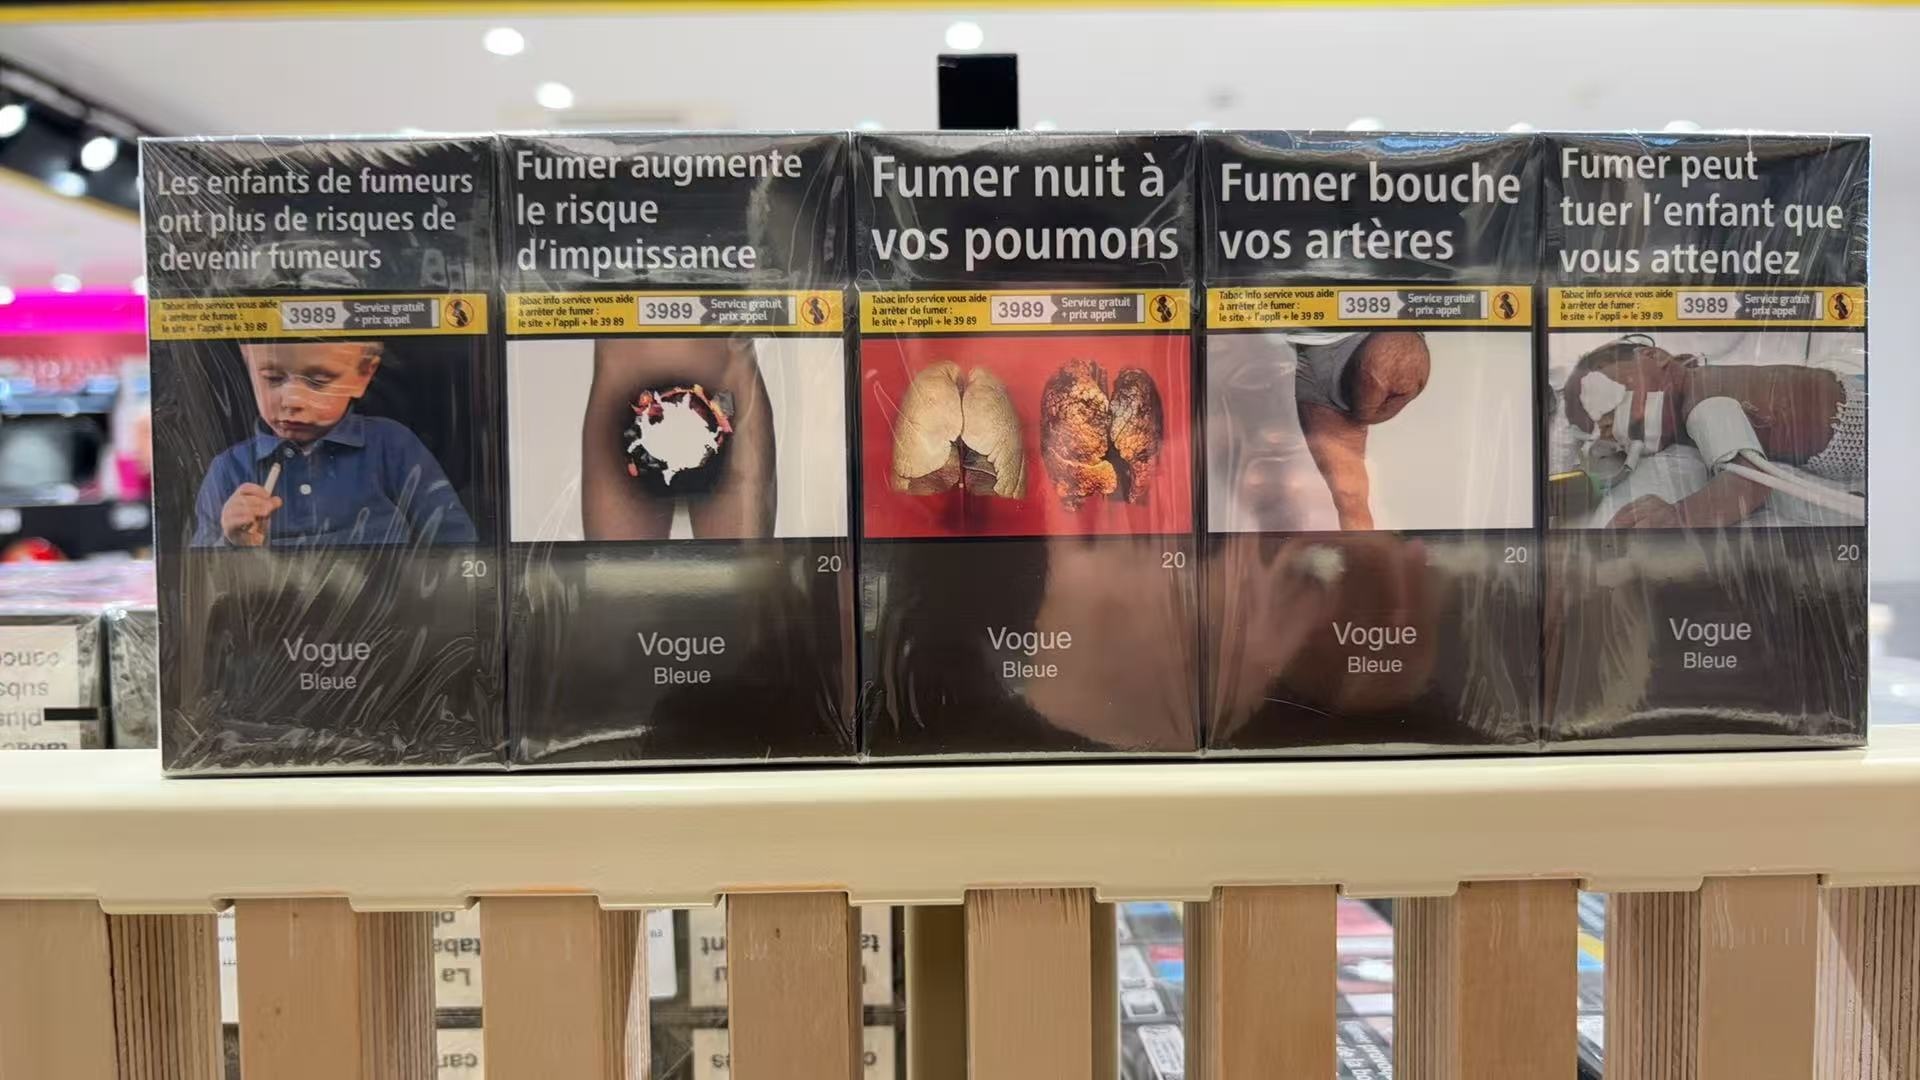 Les enfants de fumeurs
ont plus de risques de
devenir fumeurs
Tabac info service vous aide
à arrêter de fumer :
le site + l'appli + le 39 89
3989
Service gratuit
+ prix appel
20
Vogue
Bleue
Fumer augmente
le risque
d'impuissance
Tabac info service vous aide
à arrêter de fumer :
le site + l'appli + le 39 89
3989
Service gratuit
+ prix appel
20
Vogue
Bleue
Fumer nuit à
vos poumons
Tabac info service vous aide
à arrêter de fumer :
le site + l'appli + le 39 89
3989
Service gratuit
+ prix appel
20
Vogue
Bleue
Fumer bouche
vos artères
Tabac info service vous aide
à arrêter de fumer :
le site + l'appli + le 39 89
3989
Service gratuit
+ prix appel
20
Vogue
Bleue
Fumer peut
tuer l'enfant que
vous attendez
Tabac info service vous aide
à arrêter de fumer :
le site + l'appli + le 39 89
3989
Service gratuit
+ prix appel
20
Vogue
Bleue
La